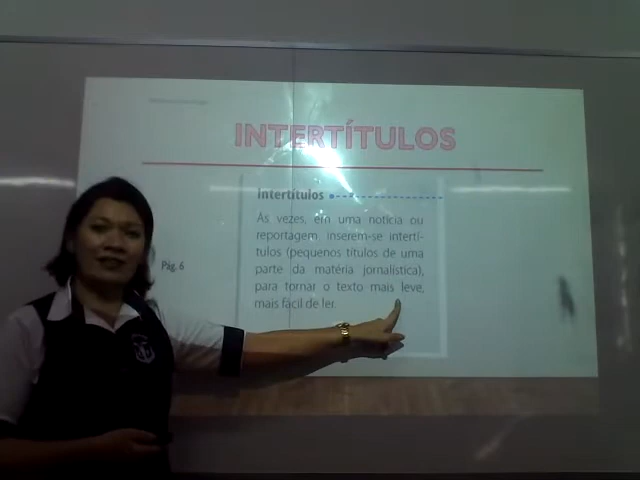 INTERTÍTULOS
Intertítulos
Às vezes, em uma notícia ou
reportagem, inserem-se interti-
tulos (pequenos títulos de uma
parte da matéria jornalística),
para tornar o texto mais leve,
mais fácil de ler.
Pág. 6